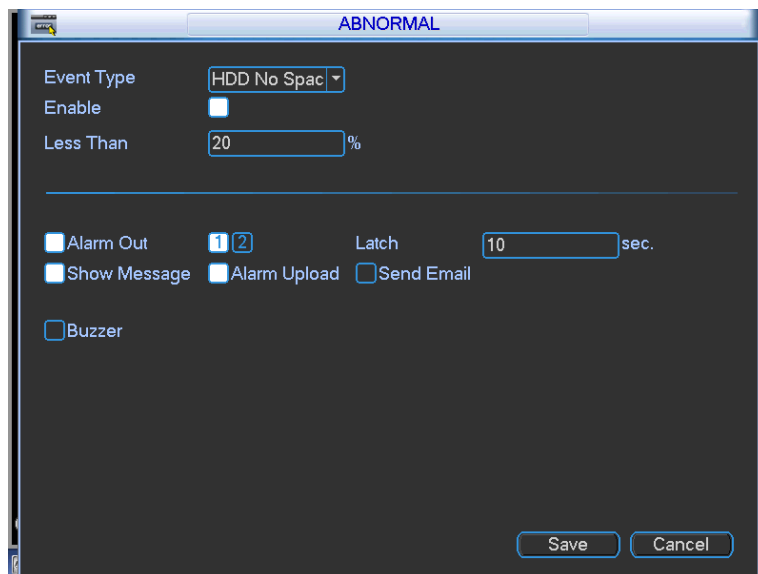 ABNORMAL
Event Type HDD No Spac
Enable
Less Than 20 %
Alarm Out 1 2 Latch 10 sec.
Show Message Alarm Upload Send Email
Buzzer
Save Cancel